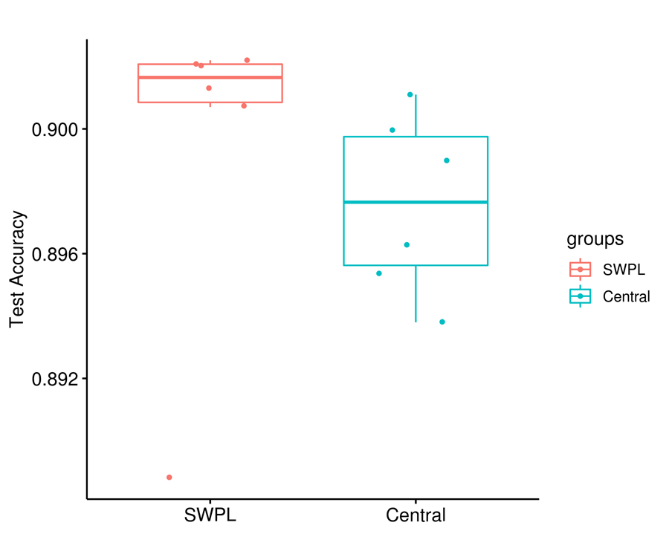 Test Accuracy
0.900
0.896
0.892
SWPL
Central
groups
SWPL
Central